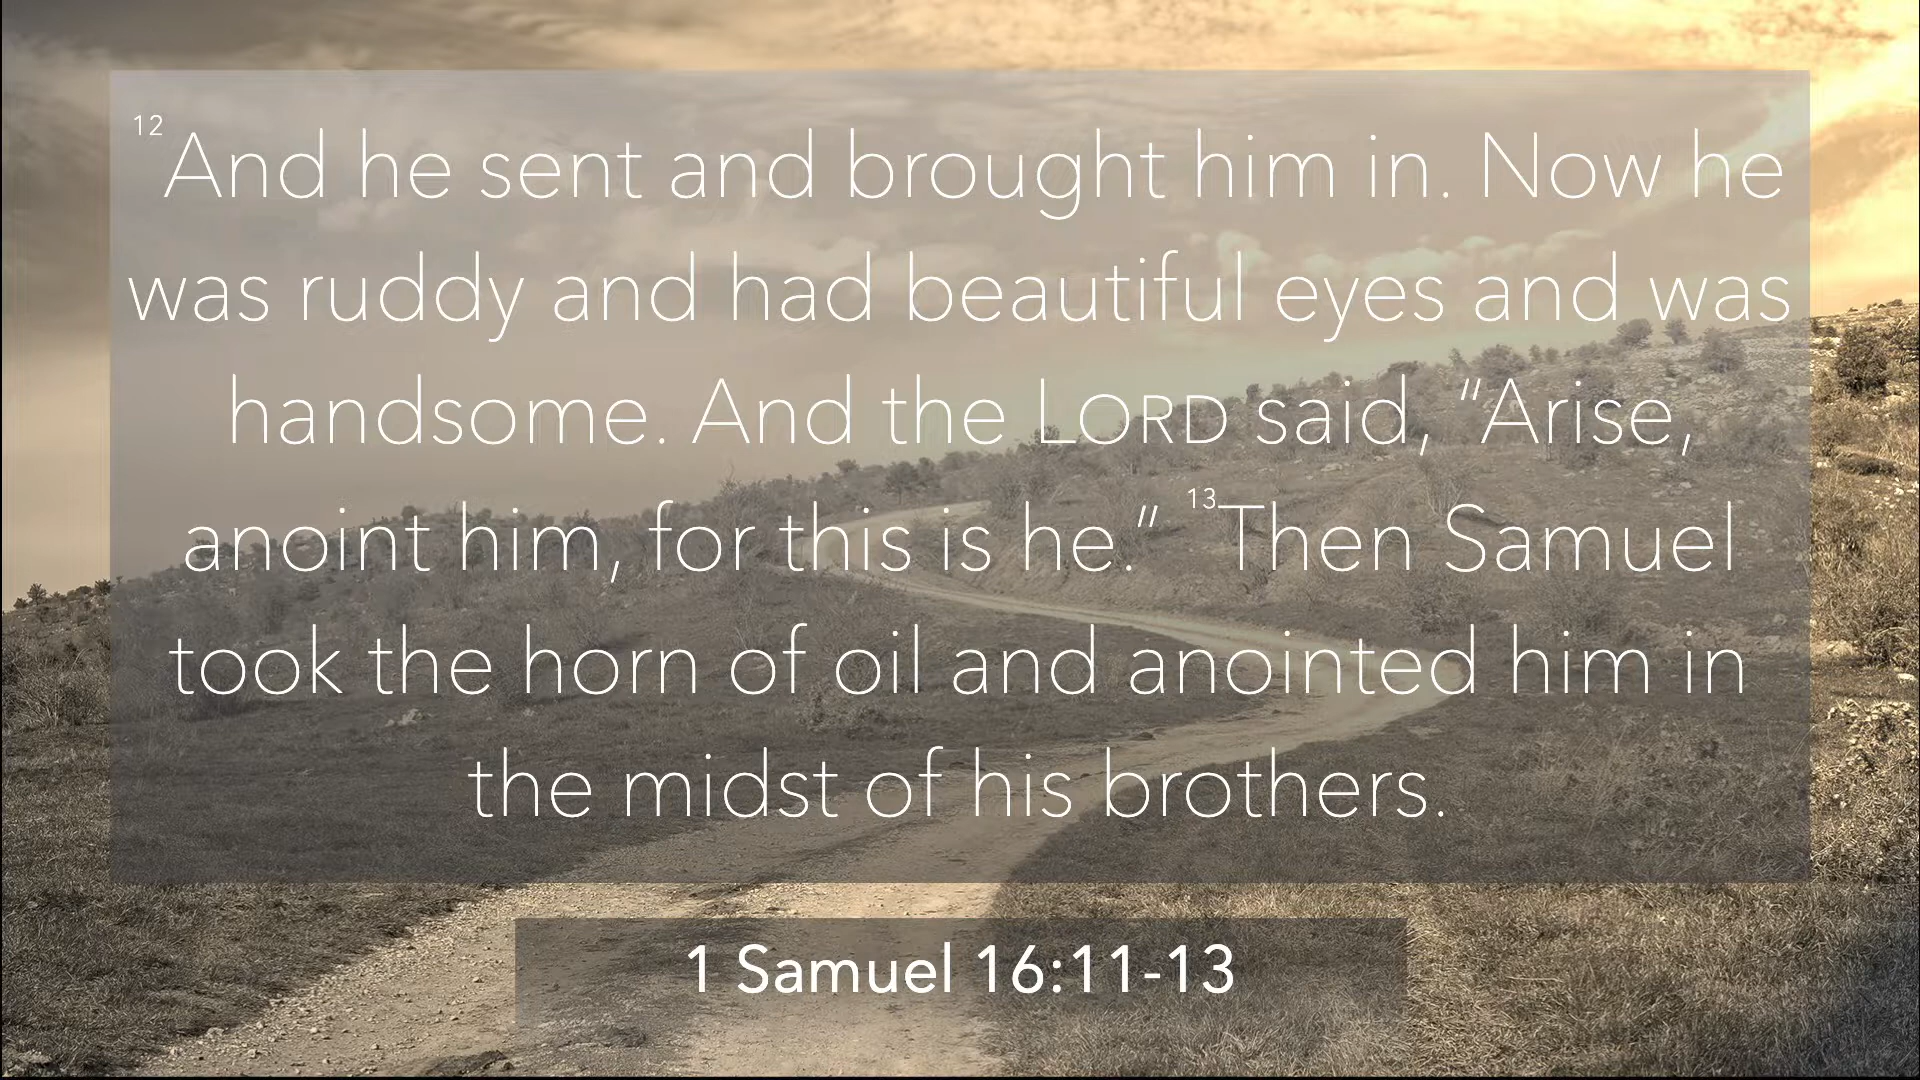 12And he sent and brought him in. Now he
was ruddy and had beautiful eyes and was
handsome. And the LORD said, “Arise,
anoint him, for this is he.” 13Then Samuel
took the horn of oil and anointed him in
the midst of his brothers.
1 Samuel 16:11-13